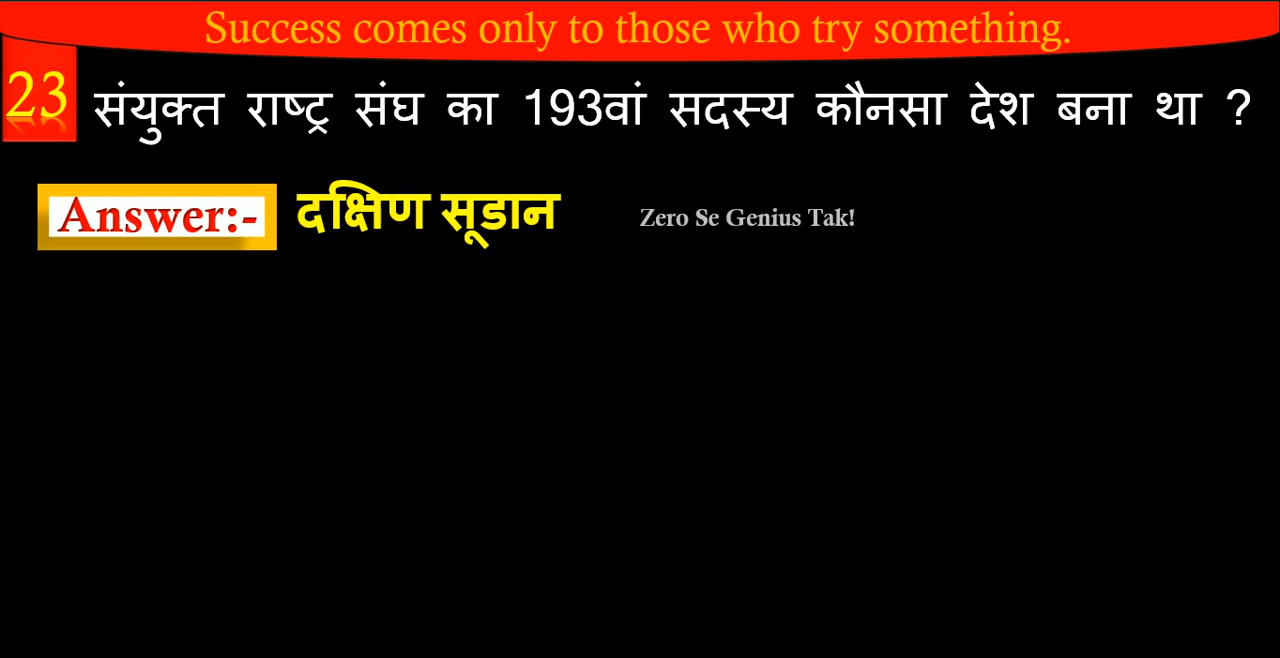 Success comes only to those who try something.
23
संयुक्त राष्ट्र संघ का 193वां सदस्य कौनसा देश बना था ?
Answer:- दक्षिण सूडान
Zero Se Genius Tak!